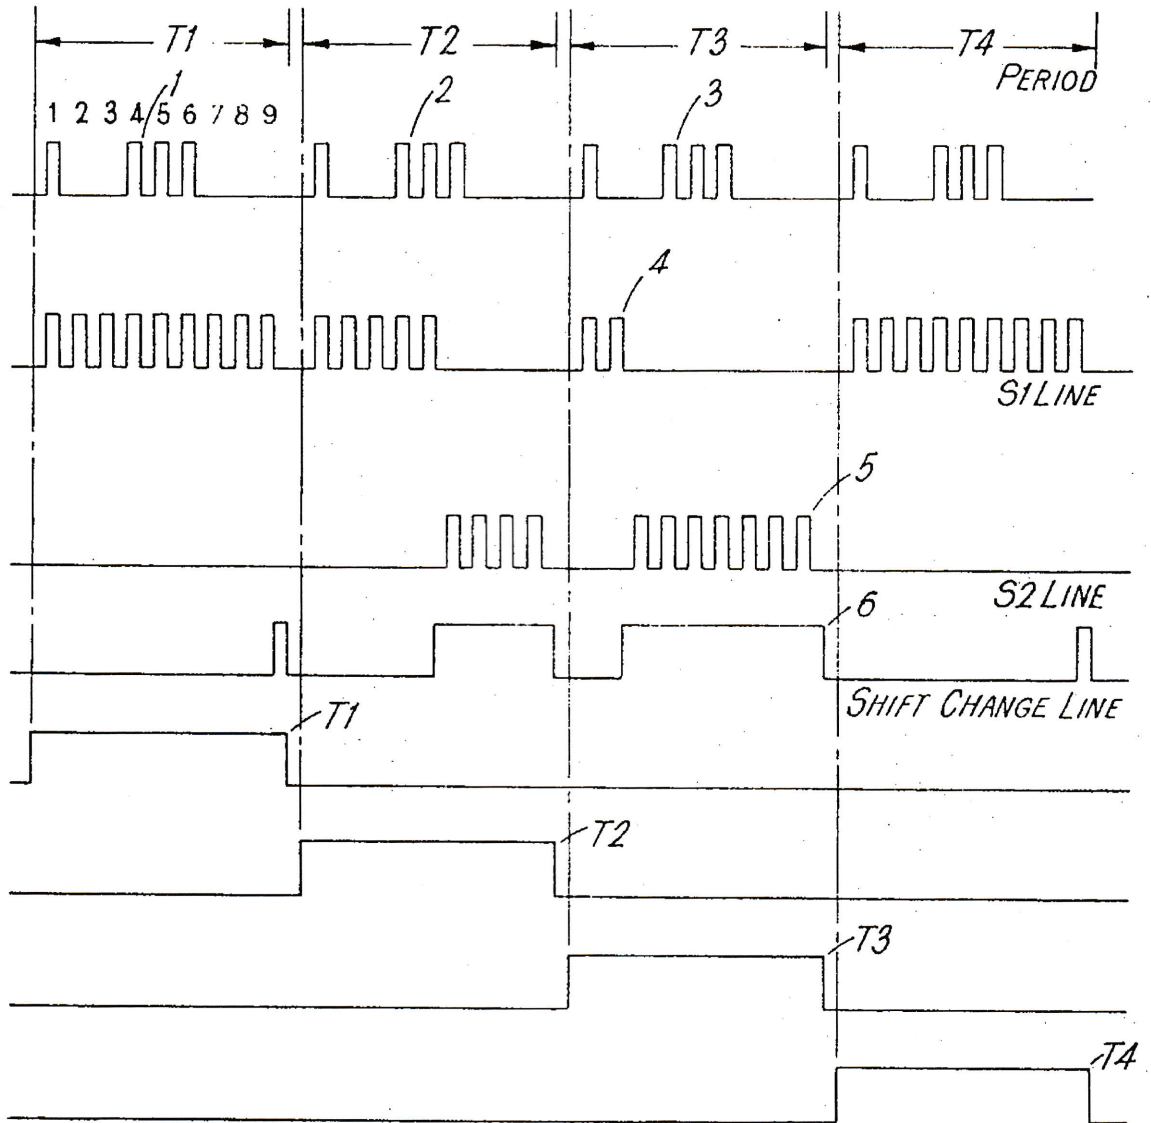 T1 T2 T3 T4
PERIOD
1 2 3
1 2 3 4 5 6 7 8 9
4
S1 LINE
5
S2 LINE
6
SHIFT CHANGE LINE
T1
T2
T3
T4